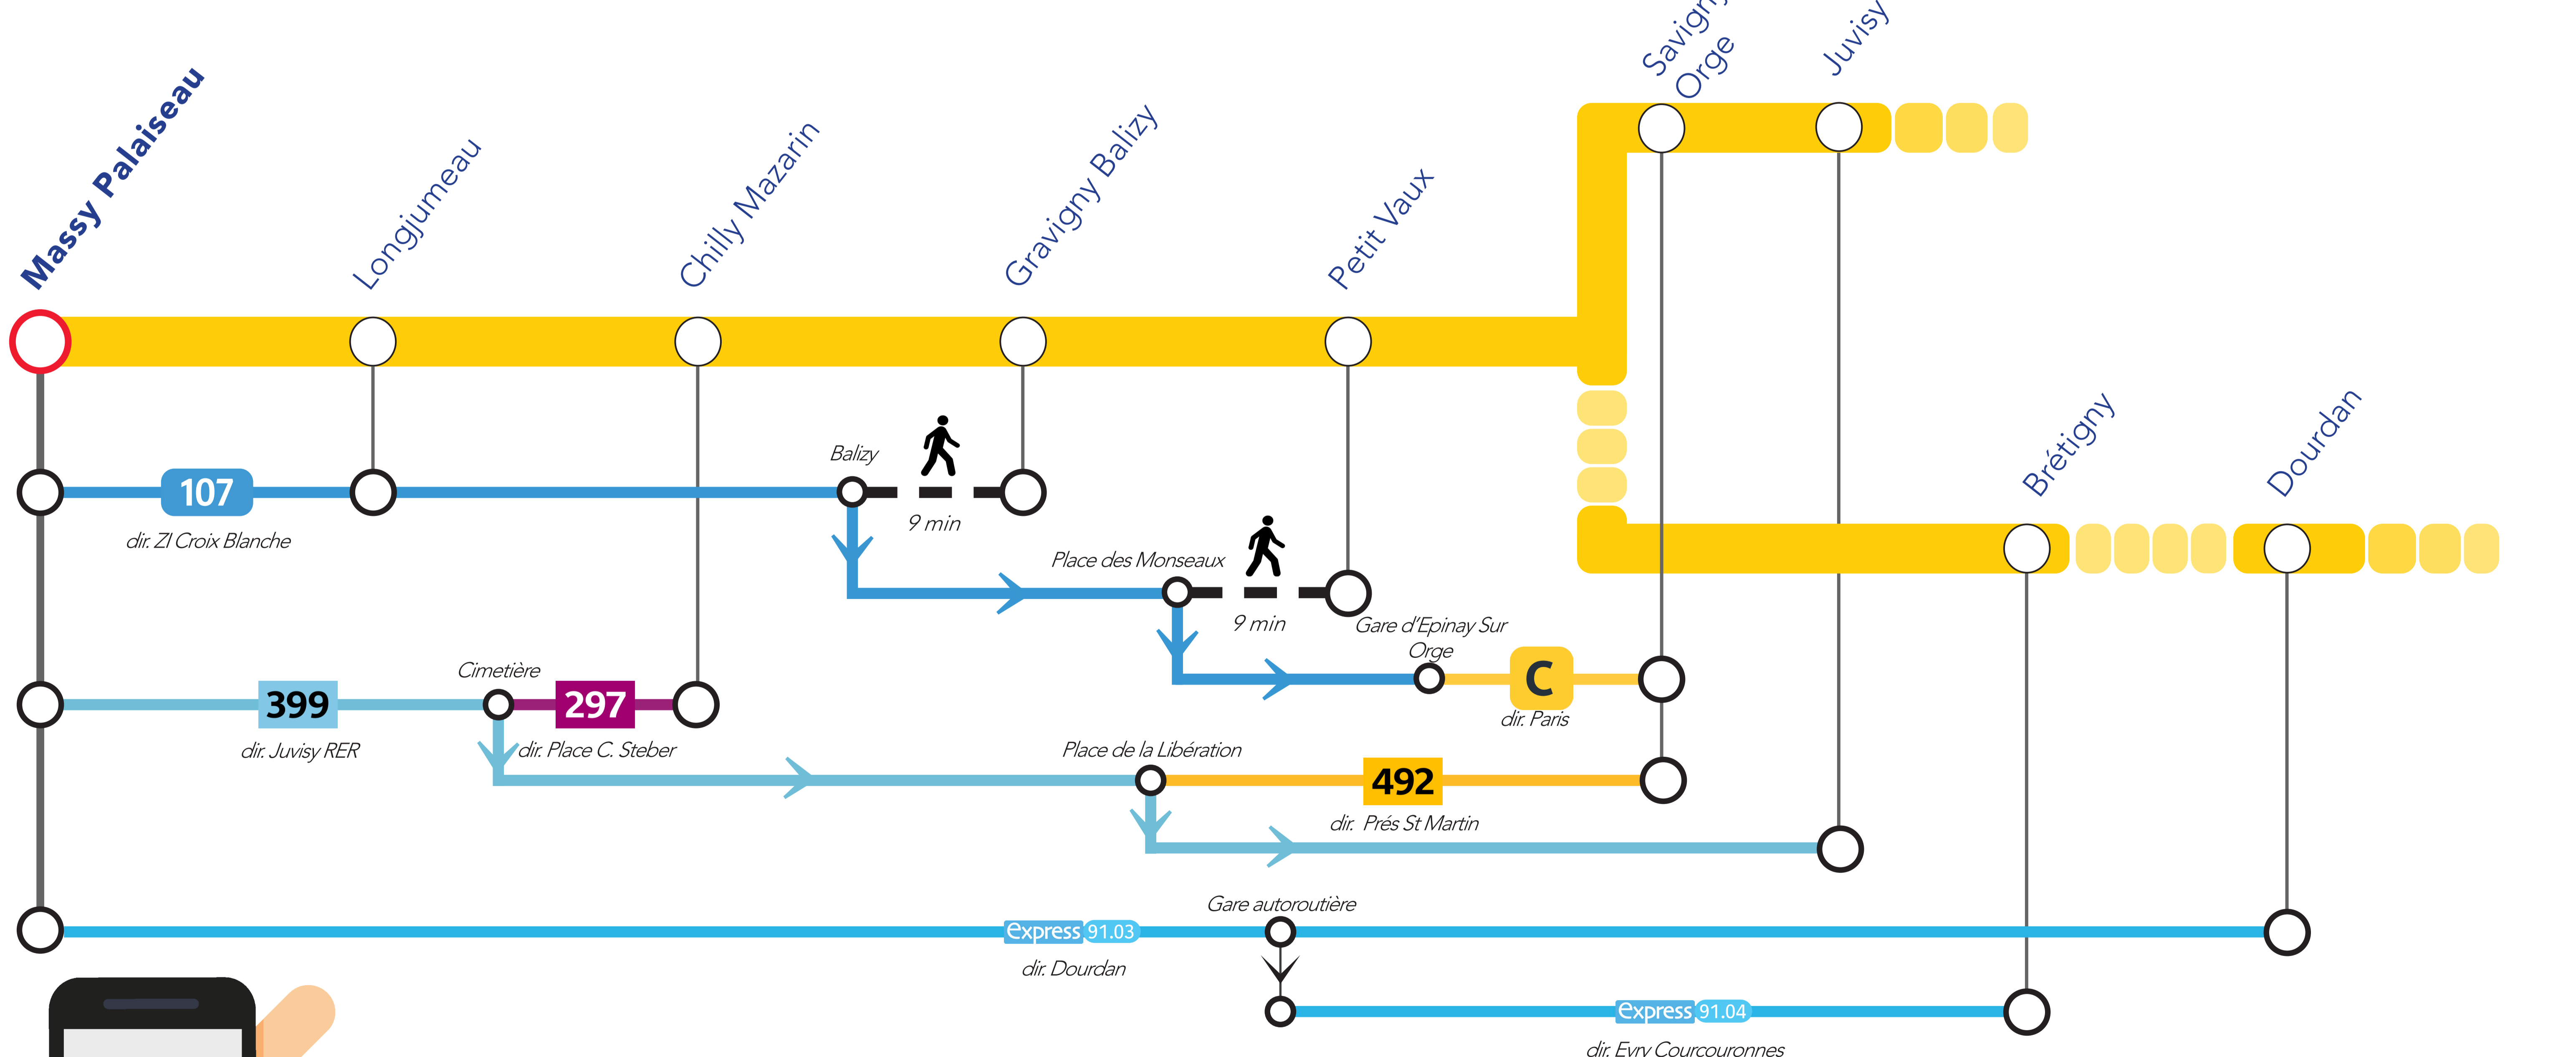 Massy Palaiseau
Longjumeau
Chilly Mazarin
Gravigny Balizy
Petit Vaux
Orge
Juvisy
Brétigny
Dourdan
Balizy
9 min
107
dir. ZI Croix Blanche
Place des Monseaux
9 min
Gare d'Epinay Sur
Orge
C
dir. Paris
Cimetière
399
297
dir. Juvisy RER
dir. Place C. Steber
Place de la Libération
492
dir. Prés St Martin
Gare autoroutière
express 91.03
dir. Dourdan
express 91.04
dir. Evry Courcouronnes